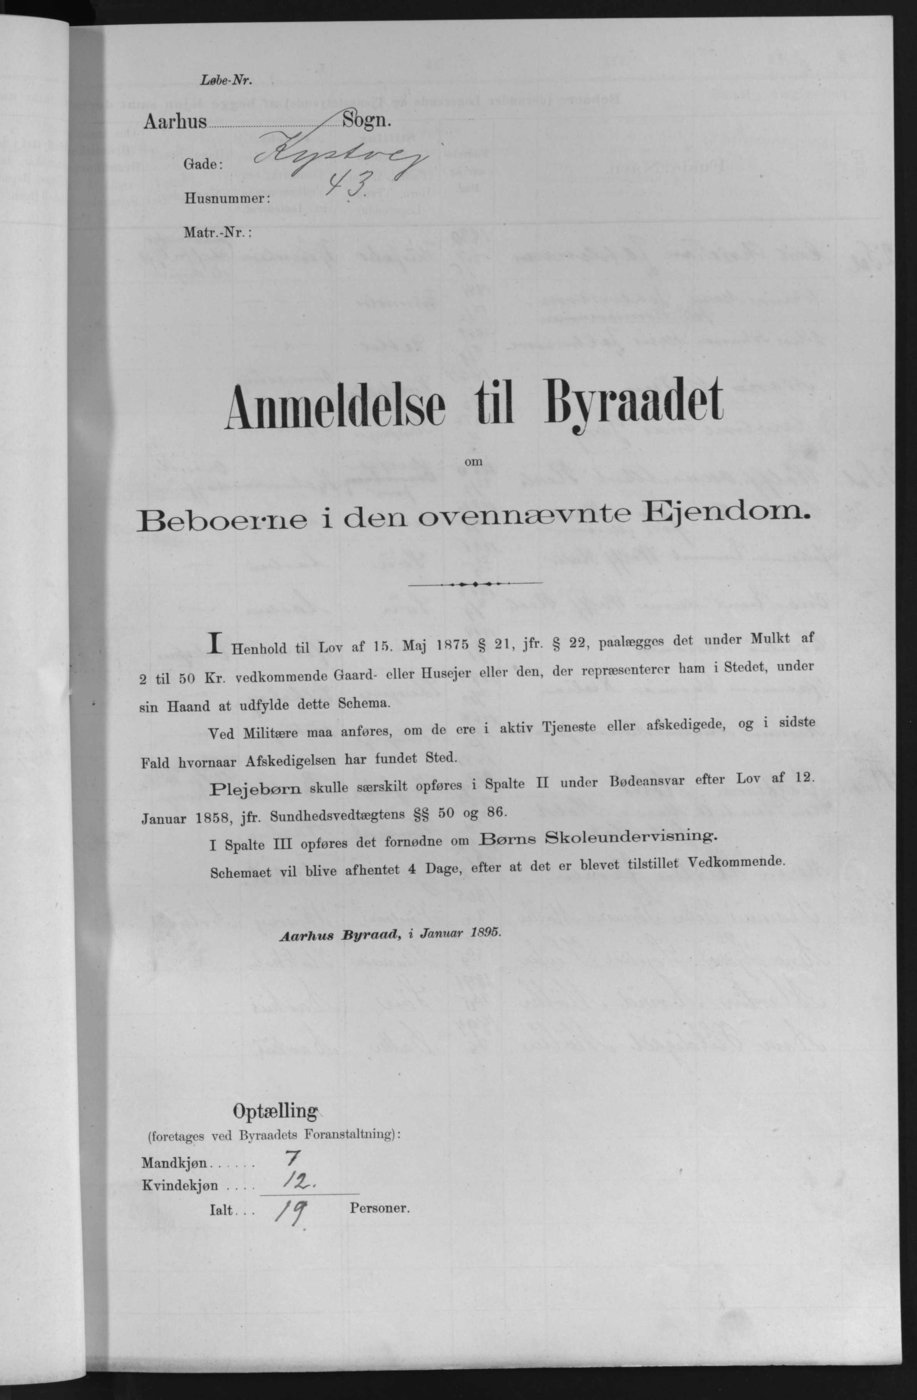 Løbe-Nr.
Aarhus Sogn.
Gade: Kystvej
Husnummer: 43.
Matr.-Nr.:
Anmeldelse til Byraadet
om
Beboerne i den ovennævnte Ejendom.
I Henhold til Lov af 15. Maj 1875 § 21, jfr. § 22, paalægges det under Mulkt af
2 til 50 Kr. vedkommende Gaard- eller Husejer eller den, der repræsenterer ham i Stedet, under
sin Haand at udfylde dette Schema.
Ved Militære maa anføres, om de ere i aktiv Tjeneste eller afskedigede, og i sidste
Fald hvornaar Afskedigelsen har fundet Sted.
Plejebørn skulle særskilt opføres i Spalte II under Bødeansvar efter Lov af 12.
Januar 1858, jfr. Sundhedsvedtægtens §§ 50 og 86.
I Spalte III opføres det fornødne om Børns Skoleundervisning.
Schemaet vil blive afhentet 4 Dage, efter at det er blevet tilstillet Vedkommende.
Aarhus Byraad, i Januar 1895.
Optælling
(foretages ved Byraadets Foranstaltning):
Mandkjøn...... 7
Kvindekjøn .... 12.
Ialt... 19. Personer.